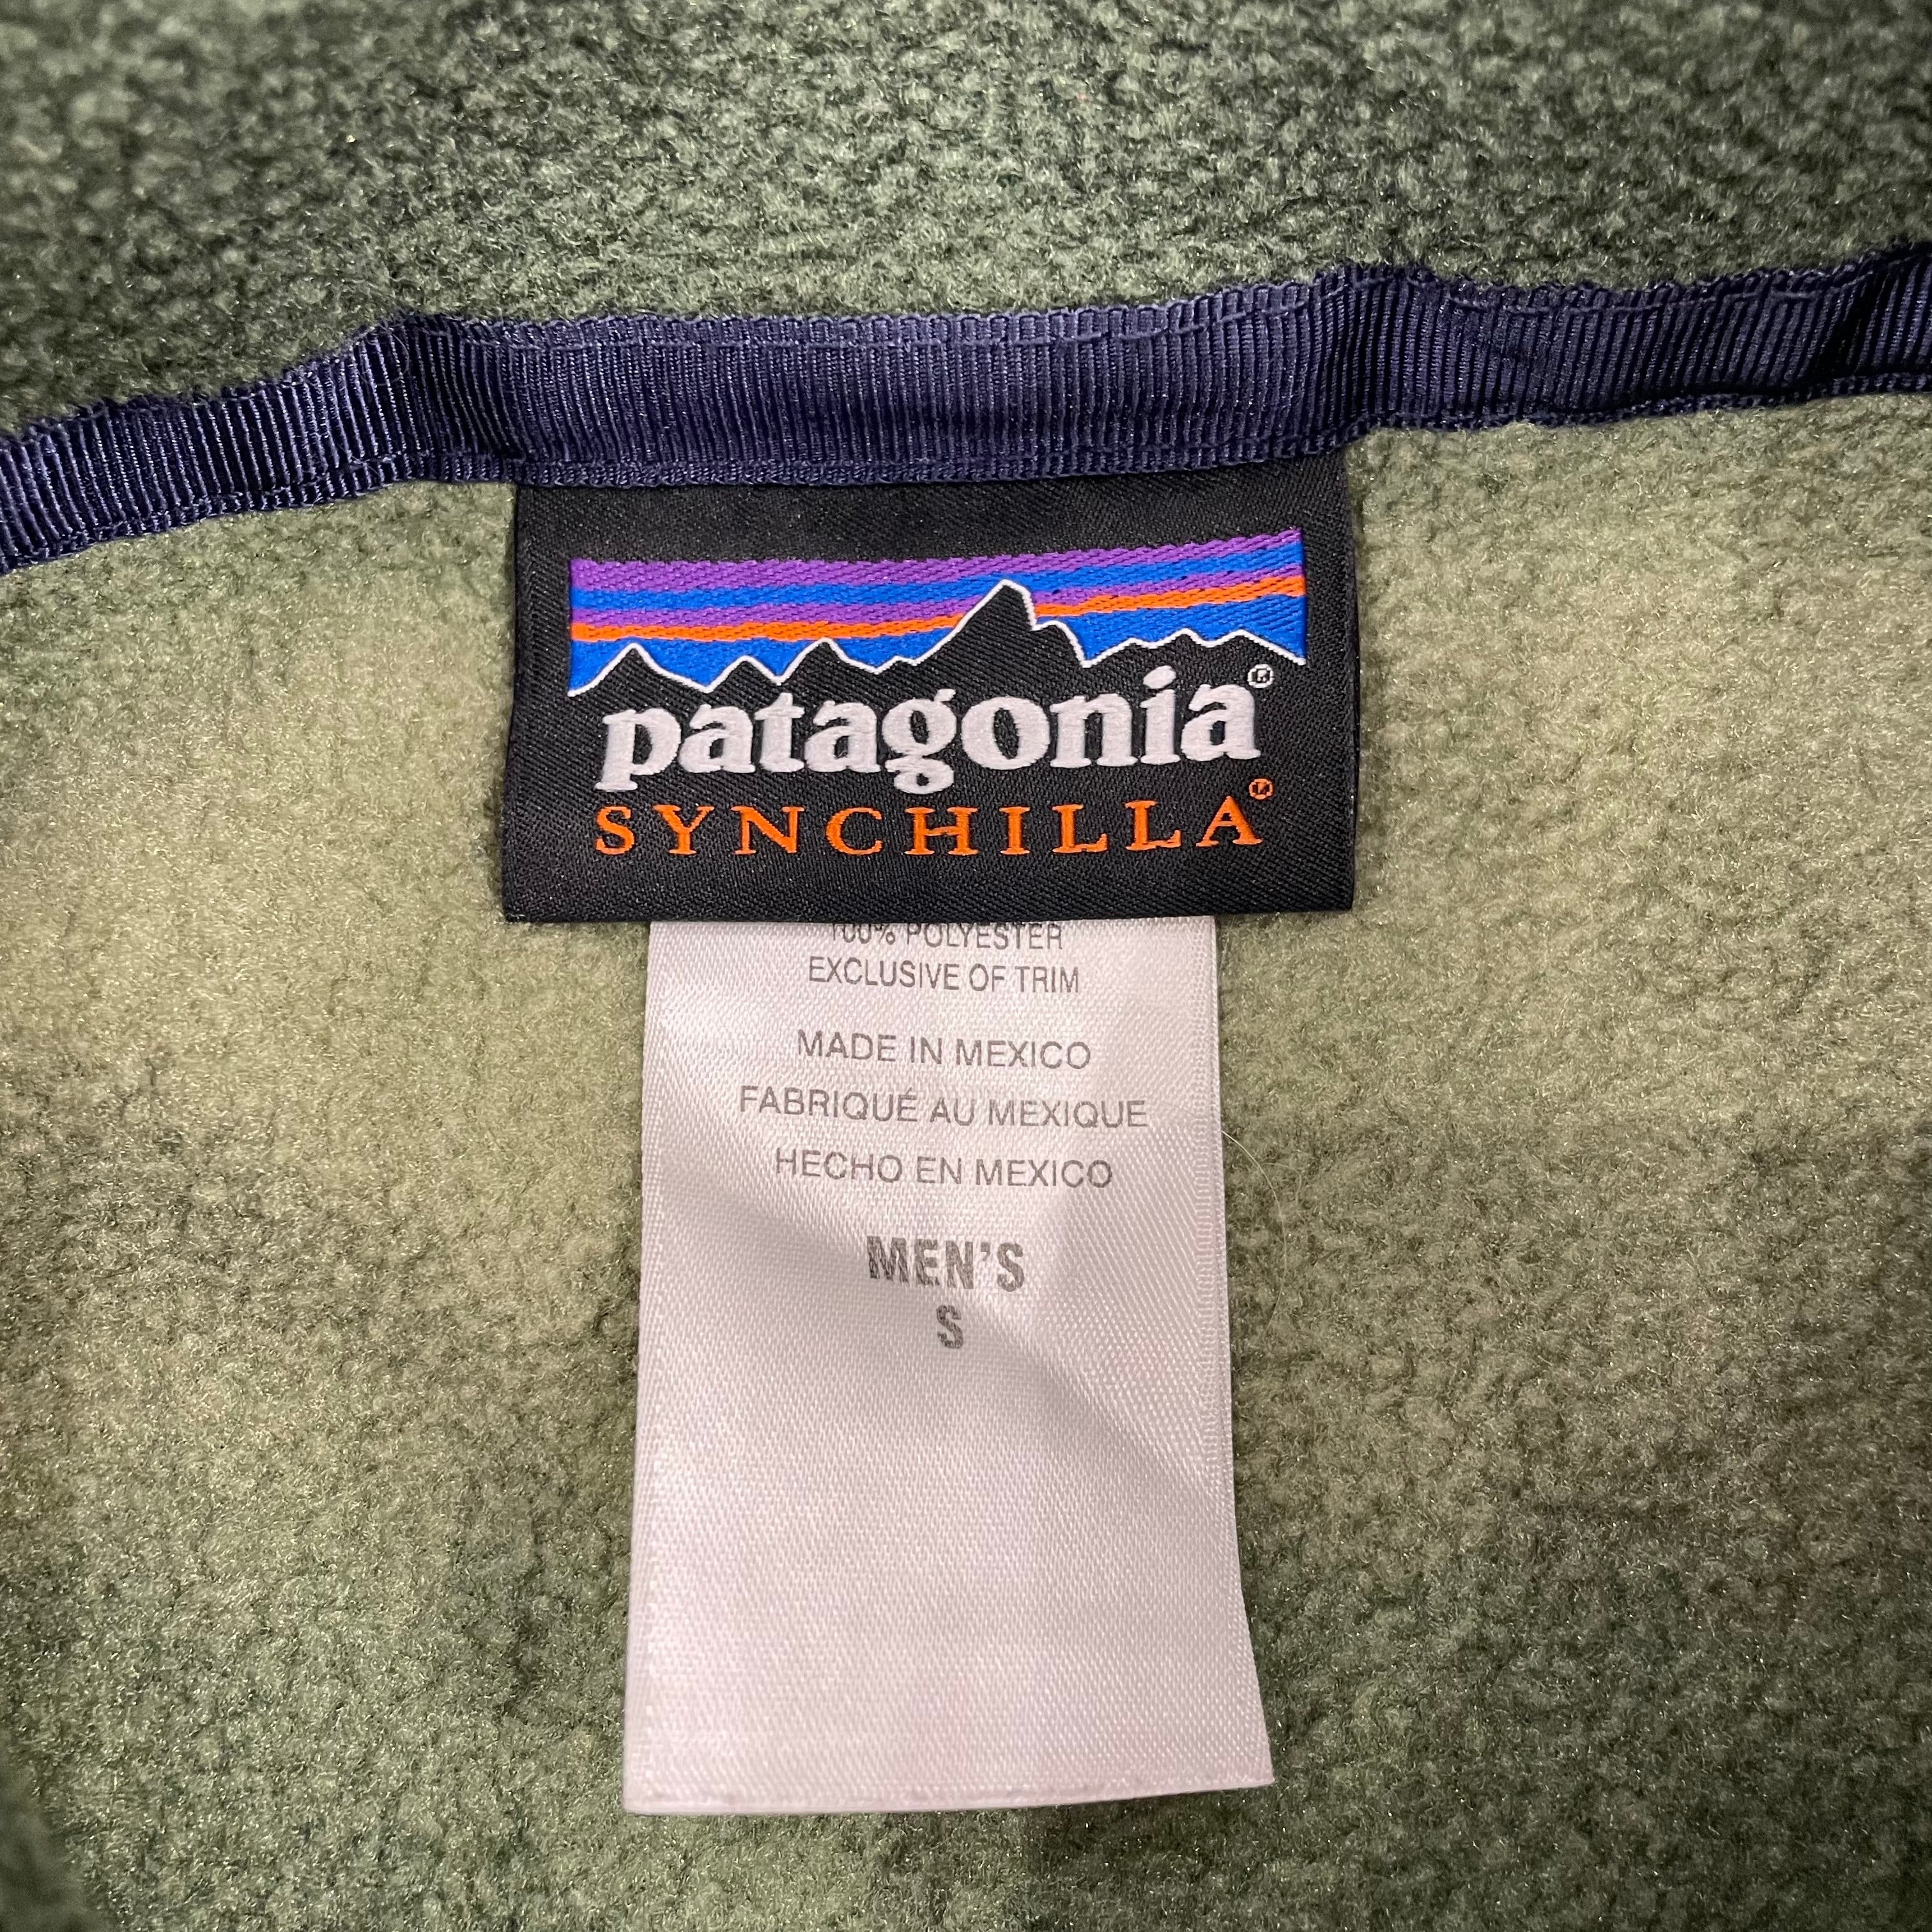 patagonia®
SYNCHILLA®
100% POLYESTER
EXCLUSIVE OF TRIM
MADE IN MEXICO
FABRIQUÉ AU MEXIQUE
HECHO EN MEXICO
MEN'S
S